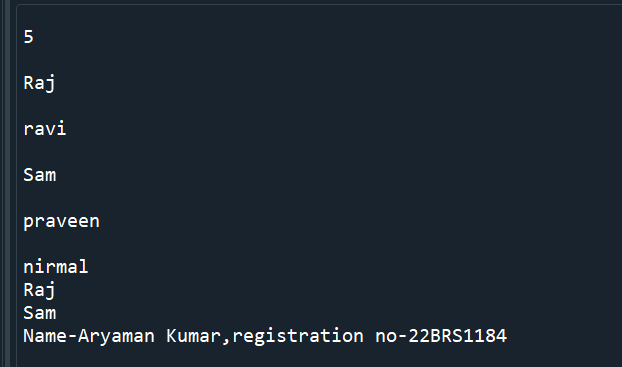 5
Raj
ravi
Sam
praveen
nirmal
Raj
Sam
Name-Aryaman Kumar,registration no-22BRS1184